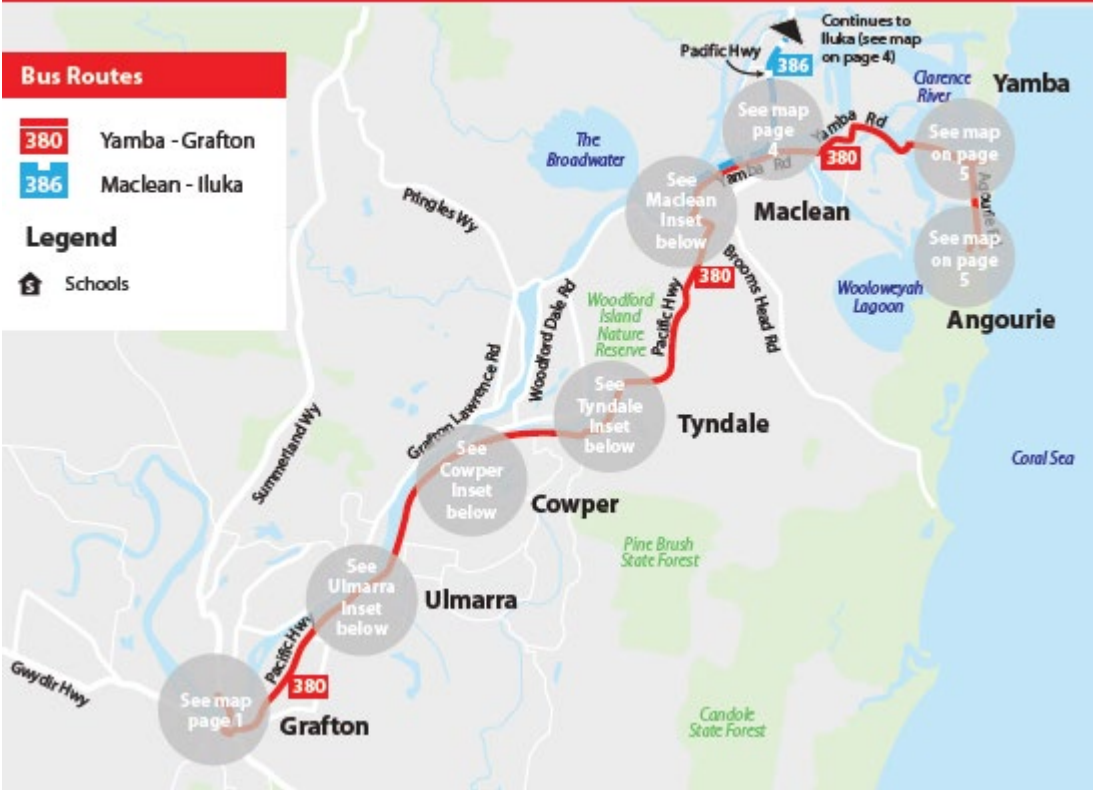 Bus Routes
380 Yamba - Grafton
386 Maclean - Iluka
Legend
S Schools
Continues to
Iluka (see map
on page 4)
Pacific Hwy
386
Clarence
River
Yamba
See map
page
4
Yamba Rd
380
See map
on page
5
The
Broadwater
Yamba Rd
See
Maclean
Inset
below
Maclean
Angourie Rd
See map
on page
5
Pringles Wy
380
Brooms Head Rd
Wooloweyah
Lagoon
Angourie
Woodford
Island
Nature
Reserve
Pacific Hwy
Woodford Dale Rd
Grafton Lawrence Rd
See
Tyndale
Inset
below
Tyndale
Summerland Wy
See
Cowper
Inset
below
Cowper
Coral Sea
Pine Brush
State Forest
See
Ulmarra
Inset
below
Ulmarra
Pacific Hwy
380
Gwydir Hwy
See map
page 1
Grafton
Candole
State Forest